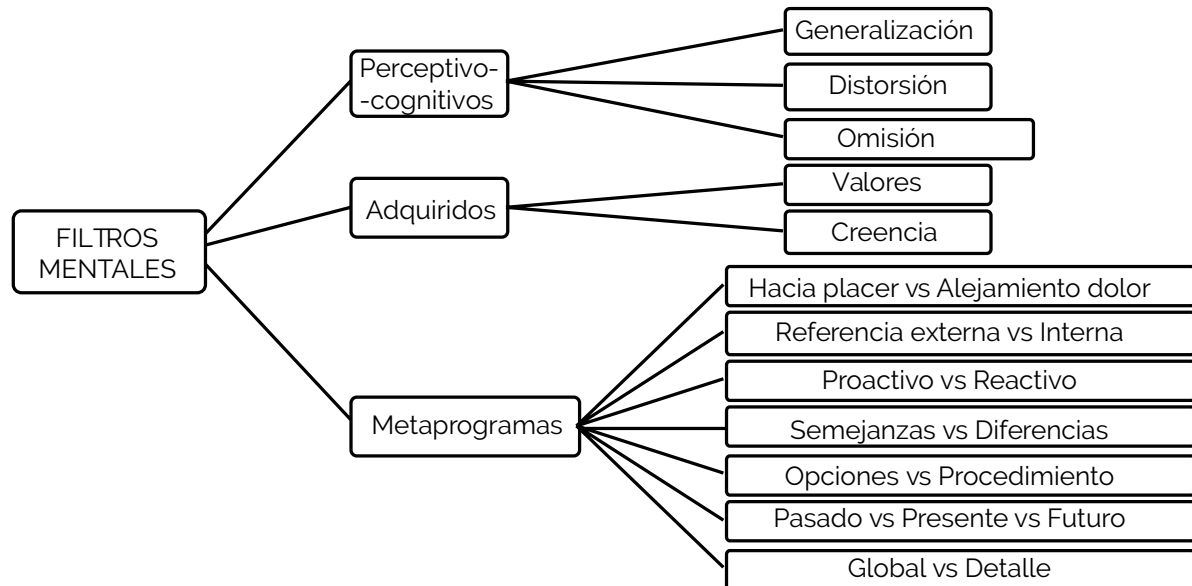 FILTROS
MENTALES
Perceptivo-
-cognitivos
Generalización
Distorsión
Omisión
Adquiridos
Valores
Creencia
Metaprogramas
Hacia placer vs Alejamiento dolor
Referencia externa vs Interna
Proactivo vs Reactivo
Semejanzas vs Diferencias
Opciones vs Procedimiento
Pasado vs Presente vs Futuro
Global vs Detalle